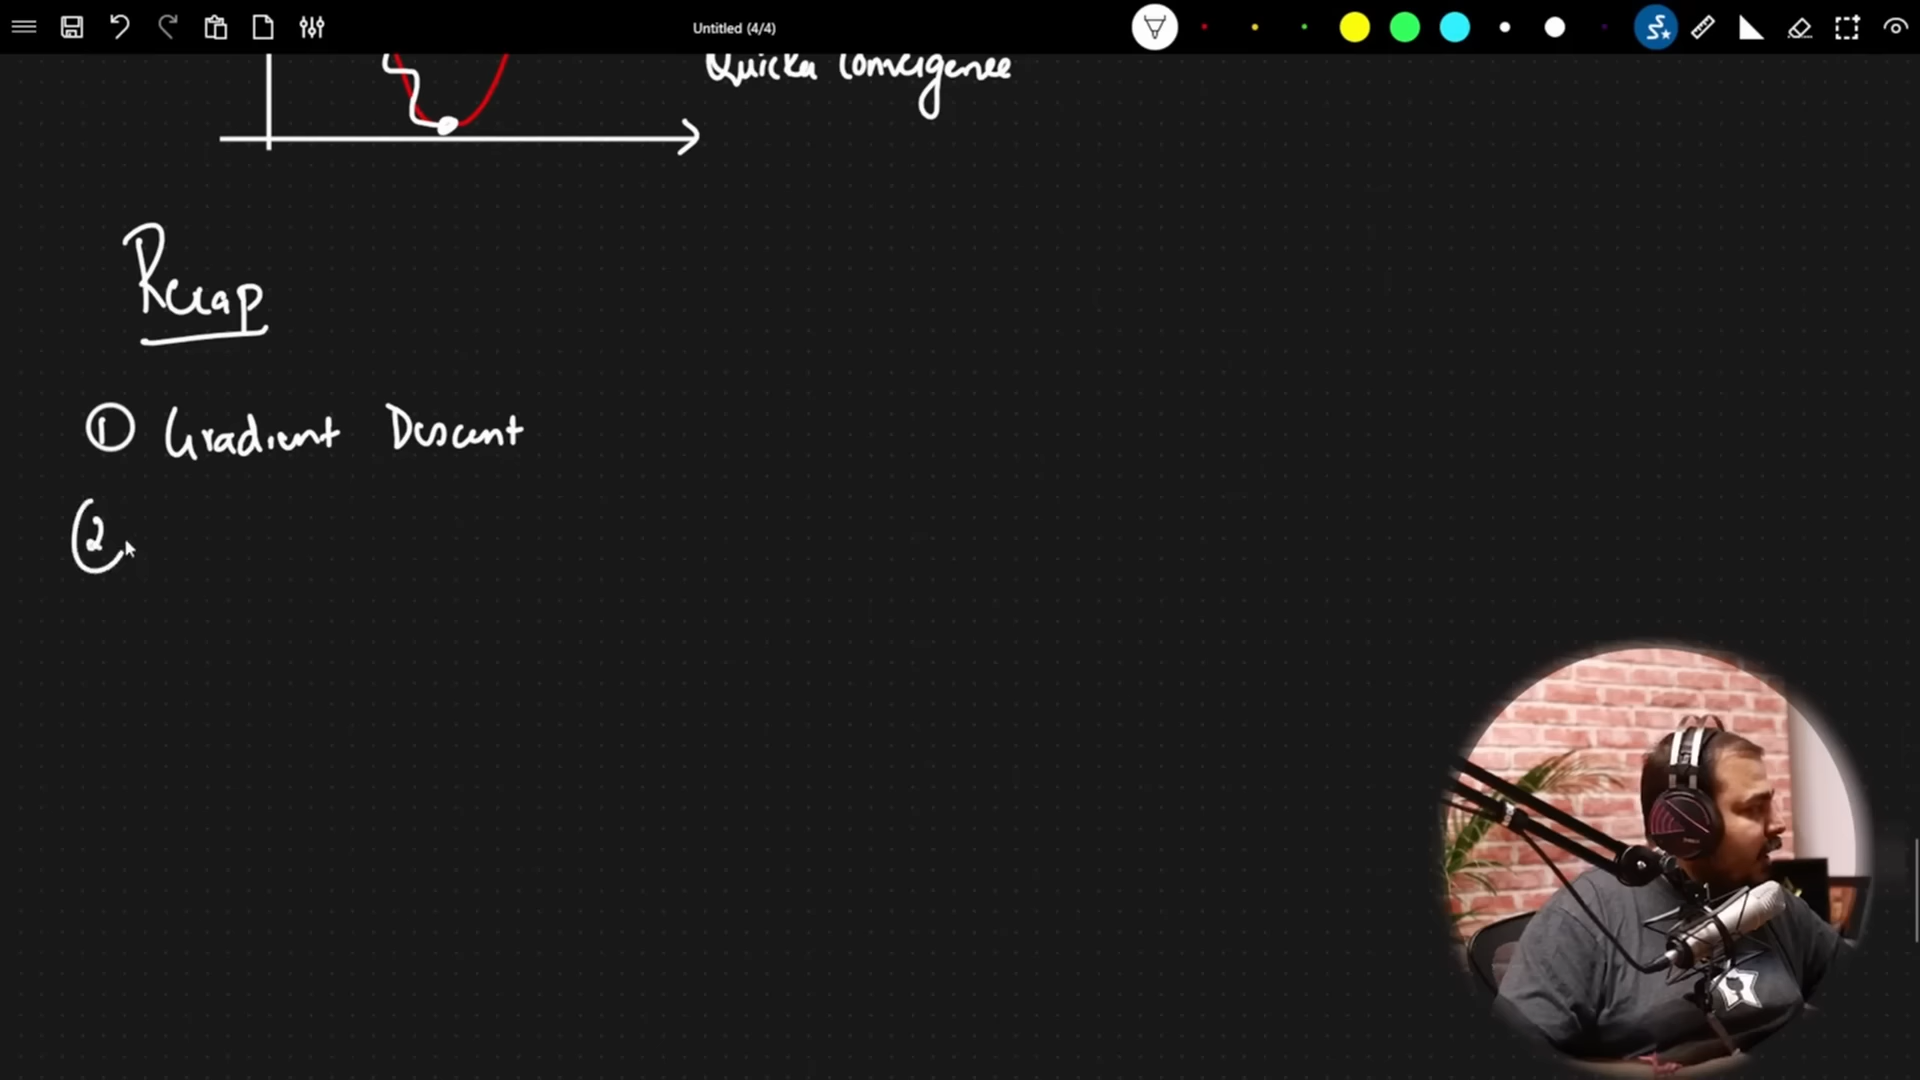 Untitled (4/4)
Quicker Convergence
Recap
① Gradient Descent
(2